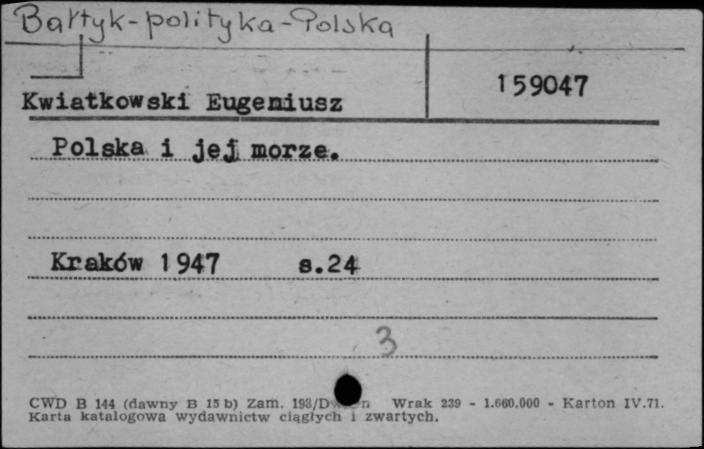 Bałtyk-polityka-Polska
159047
Kwiatkowski Eugeniusz
Polska i jej morze.
Kraków 1947 s.24
3
CWD B 144 (dawny B 15 b) Zam. 193/D Wrak 239 - 1.660.000 - Karton IV.71.
Karta katalogowa wydawnictw ciągłych i zwartych.